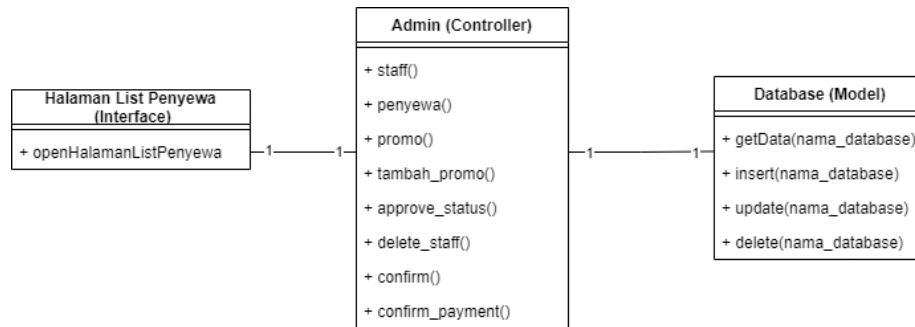 Halaman List Penyewa
(Interface)
+ openHalamanListPenyewa
1
1
Admin (Controller)
+ staff()
+ penyewa()
+ promo()
+ tambah_promo()
+ approve_status()
+ delete_staff()
+ confirm()
+ confirm_payment()
1
1
Database (Model)
+ getData(nama_database)
+ insert(nama_database)
+ update(nama_database)
+ delete(nama_database)